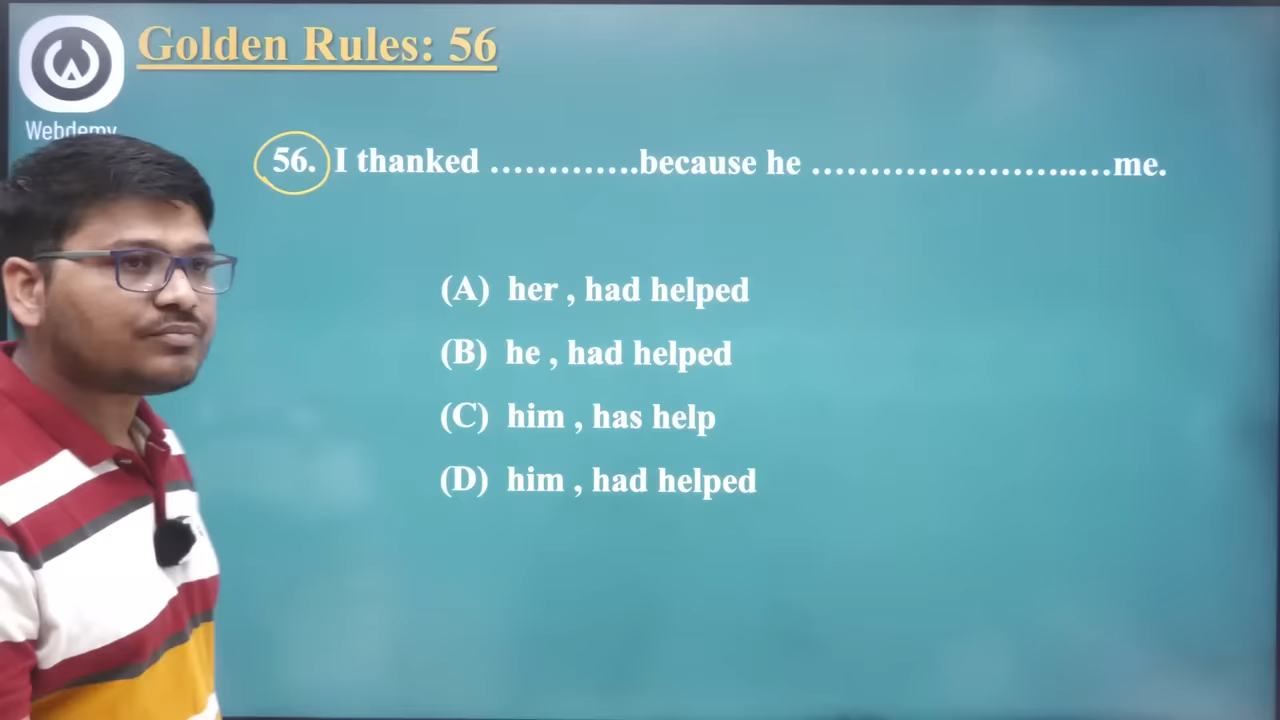 Golden Rules: 56
Webdemy
56. I thanked ………….because he …………………...…me.
(A) her , had helped
(B) he , had helped
(C) him , has help
(D) him , had helped